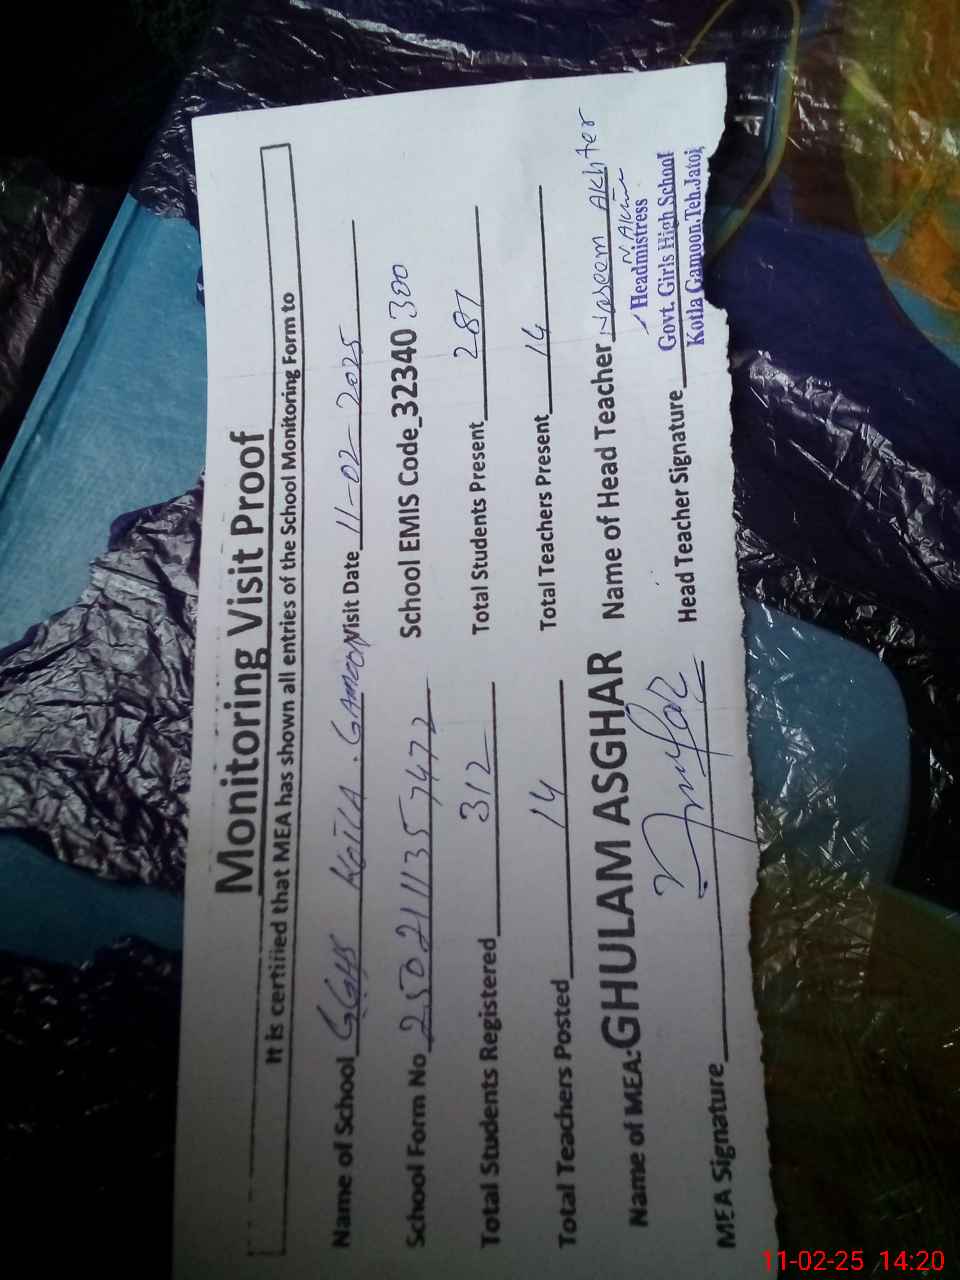 Monitoring Visit Proof
It is certified that MEA has shown all entries of the School Monitoring Form to
Name of School GGHS KOTLA . GAMOON Visit Date 11-02-2025
School Form No 2502111357472 School EMIS Code 32340300
Total Students Registered 312 Total Students Present 287
Total Teachers Posted 14 Total Teachers Present 14
Name of MEA: GHULAM ASGHAR Name of Head Teacher Naseem Akhter
MEA Signature Head Teacher Signature N. Akhter
Headmistress
Govt. Girls High School
Kotla Gamoon.Teh.Jatoi
11-02-25 14:20